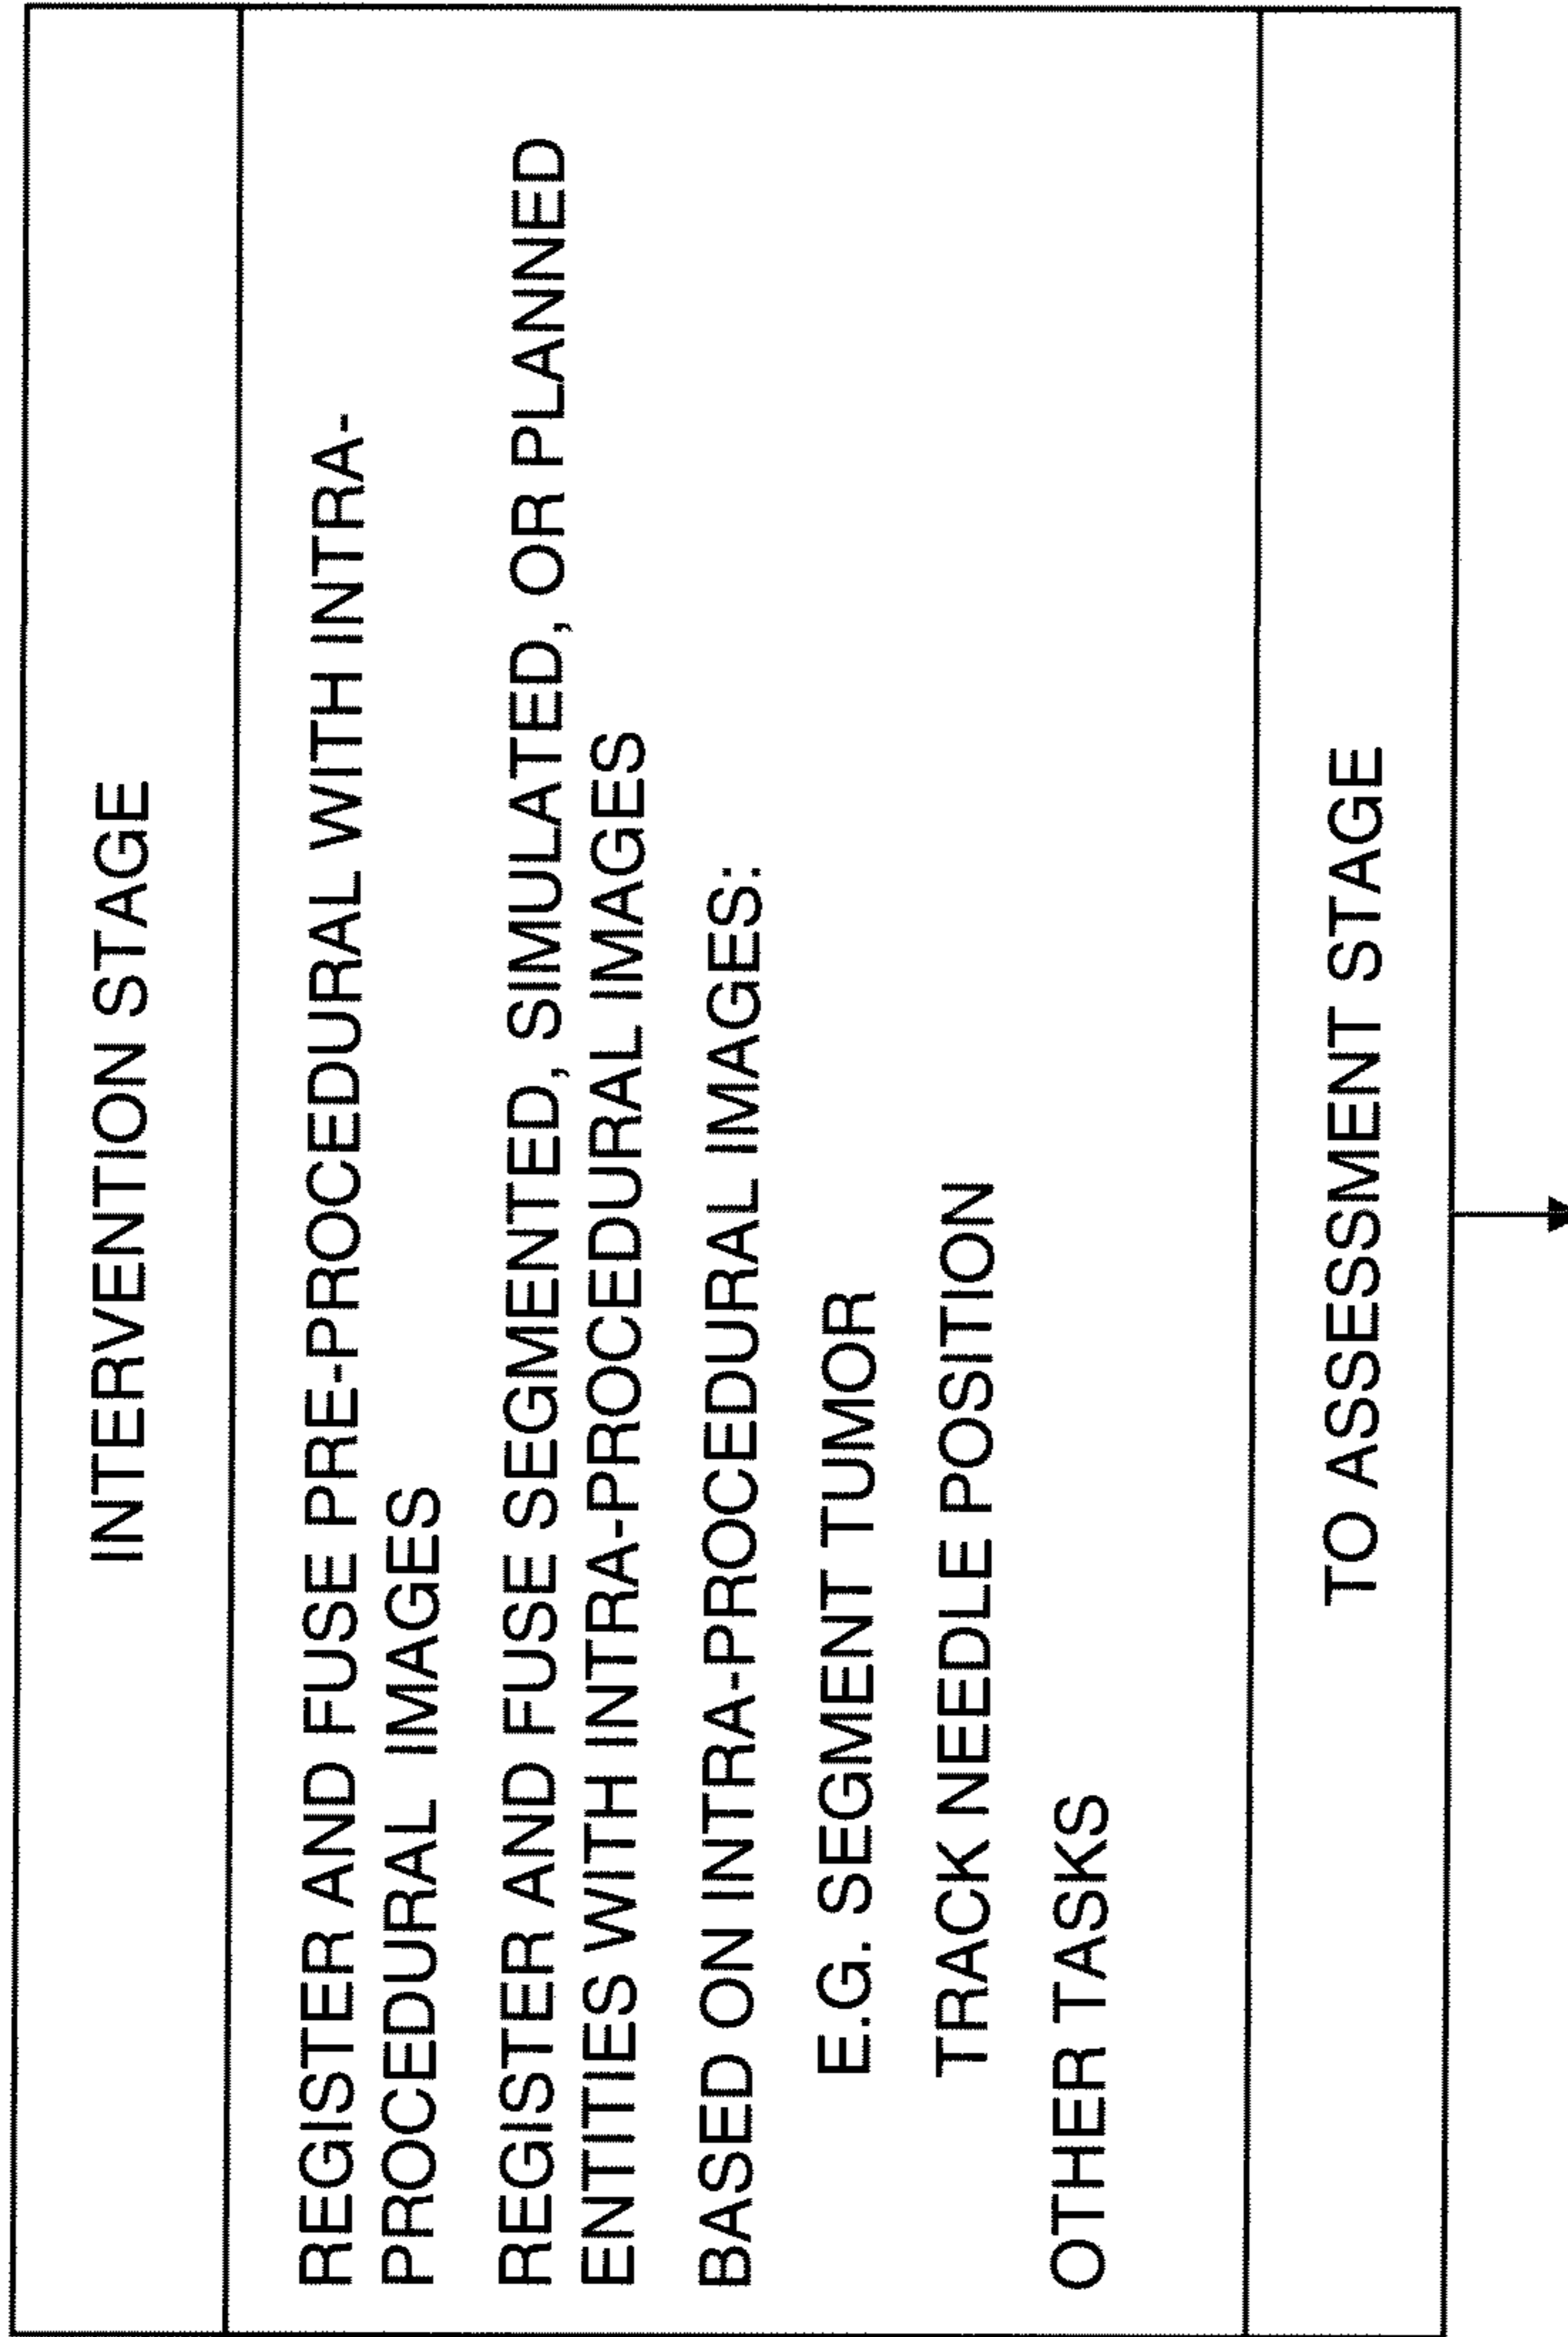 INTERVENTION STAGE
REGISTER AND FUSE PRE-PROCEDURAL WITH INTRA-
PROCEDURAL IMAGES
REGISTER AND FUSE SEGMENTED, SIMULATED, OR PLANNED
ENTITIES WITH INTRA-PROCEDURAL IMAGES
BASED ON INTRA-PROCEDURAL IMAGES:
E.G. SEGMENT TUMOR
TRACK NEEDLE POSITION
OTHER TASKS
TO ASSESSMENT STAGE